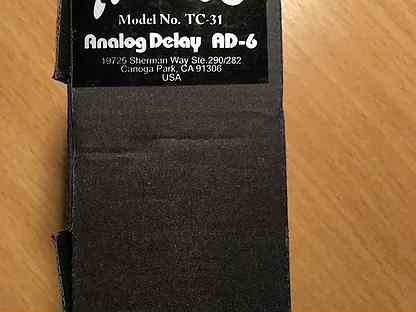 Model No. TC-31
Analog Delay AD-6
19725 Sherman Way Ste.290/282
Canoga Park, CA 91306
USA